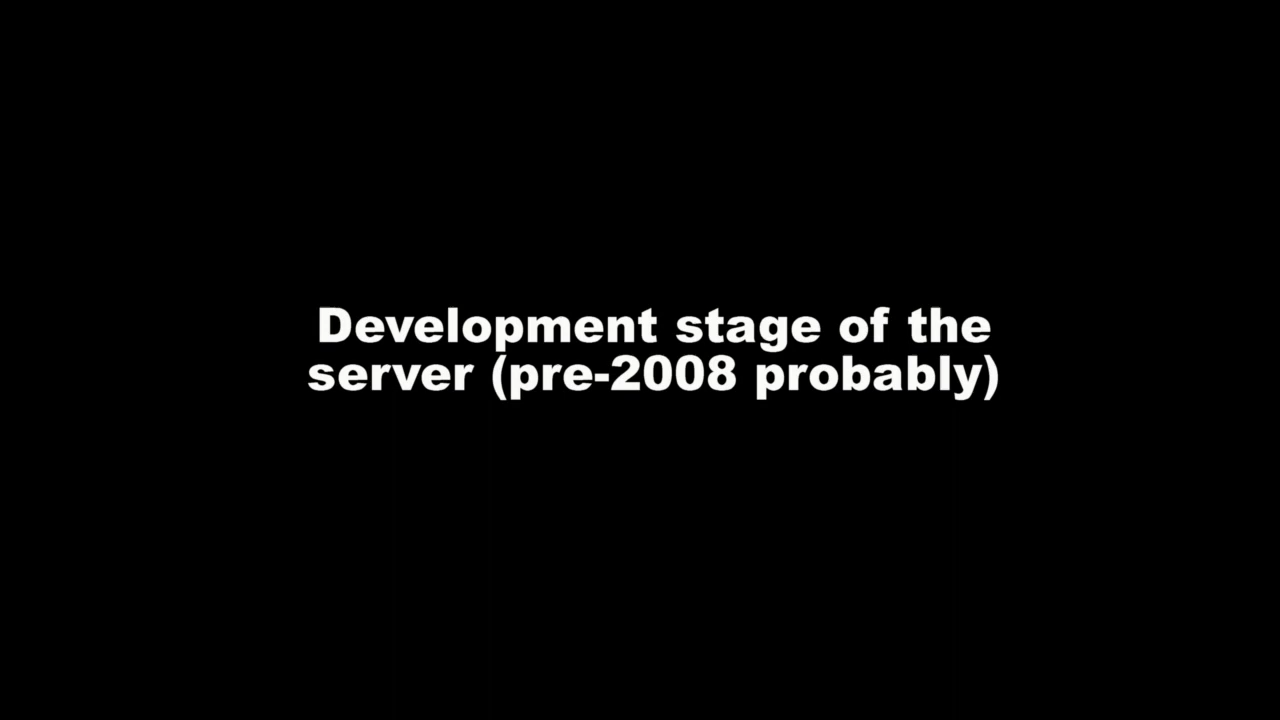 Development stage of the
server (pre-2008 probably)